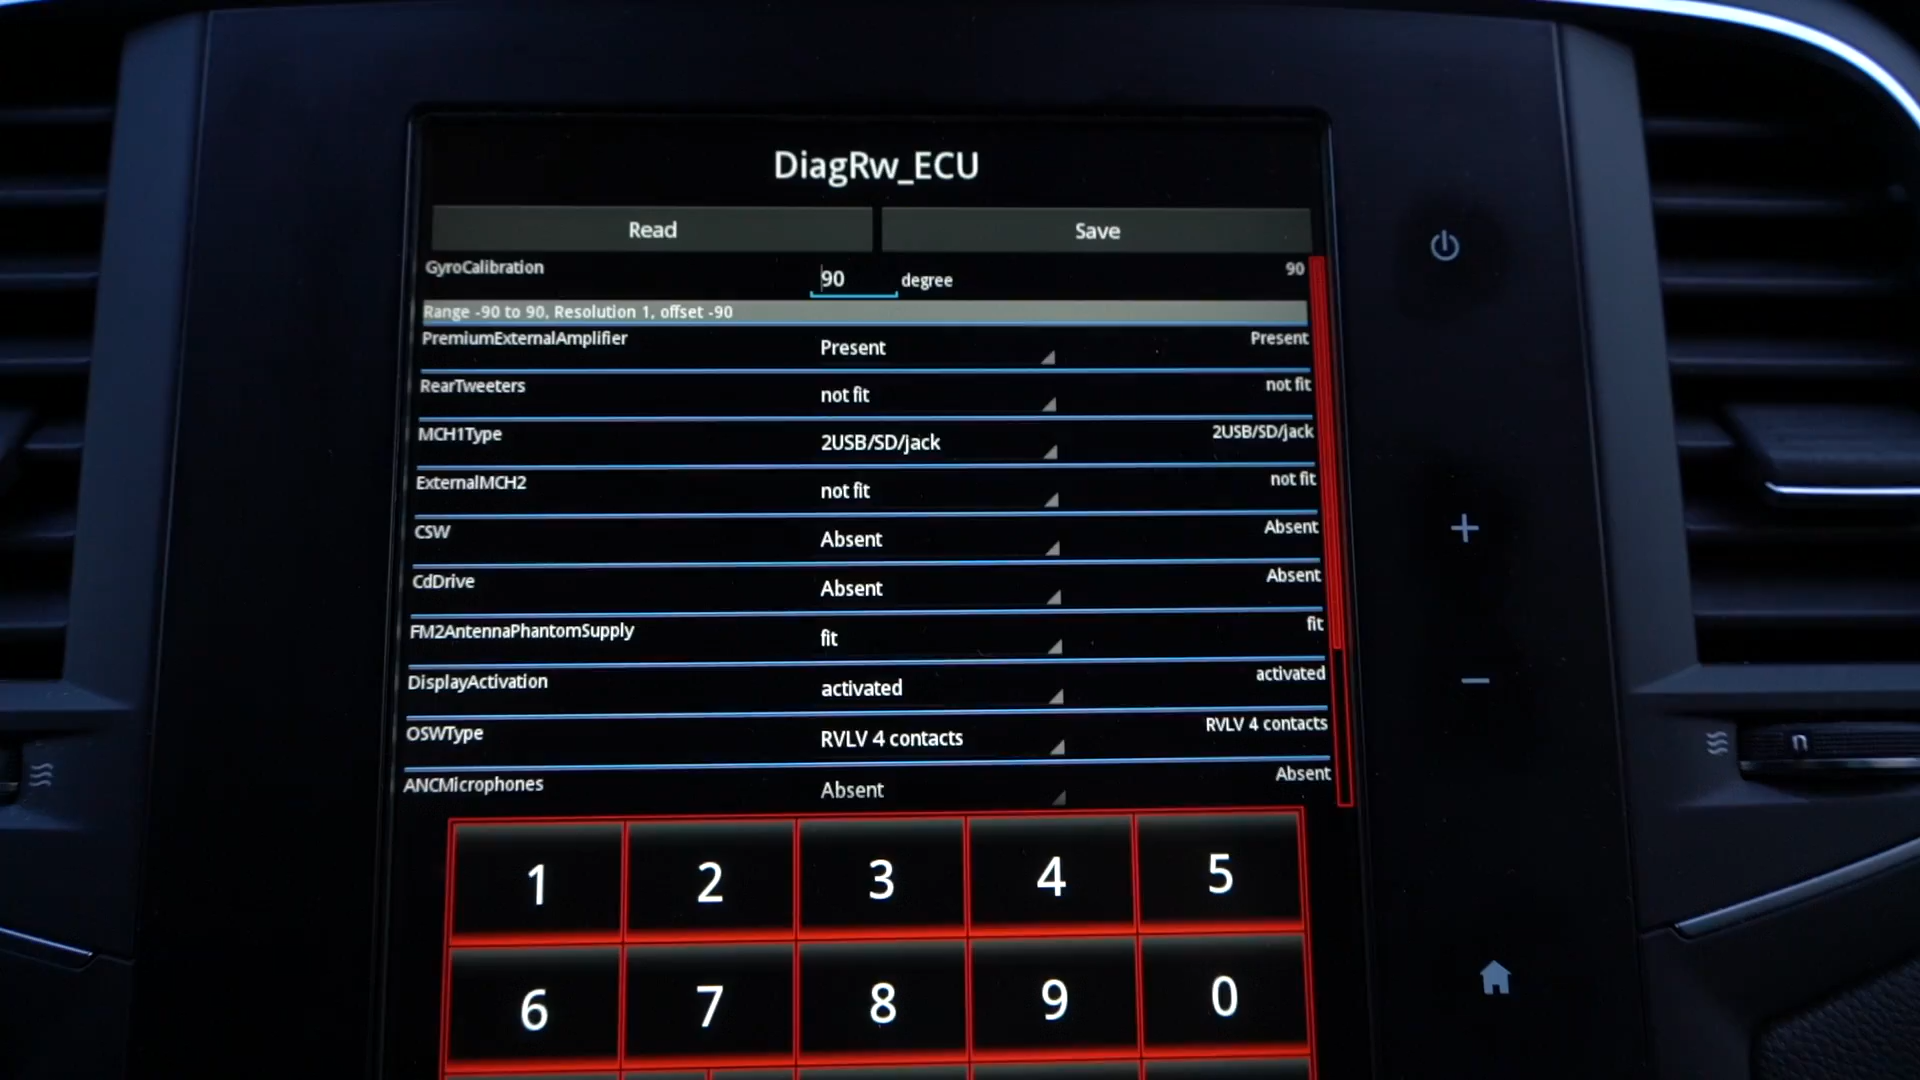 DiagRw_ECU
Read Save
GyroCalibration 90 degree 90
Range -90 to 90, Resolution 1, offset -90
PremiumExternalAmplifier Present Present
RearTweeters not fit not fit
MCH1Type 2USB/SD/jack 2USB/SD/jack
ExternalMCH2 not fit not fit
CSW Absent Absent
CdDrive Absent Absent
FM2AntennaPhantomSupply fit fit
DisplayActivation activated activated
OSWType RVLV 4 contacts RVLV 4 contacts
ANCMicrophones Absent Absent
1 2 3 4 5
6 7 8 9 0